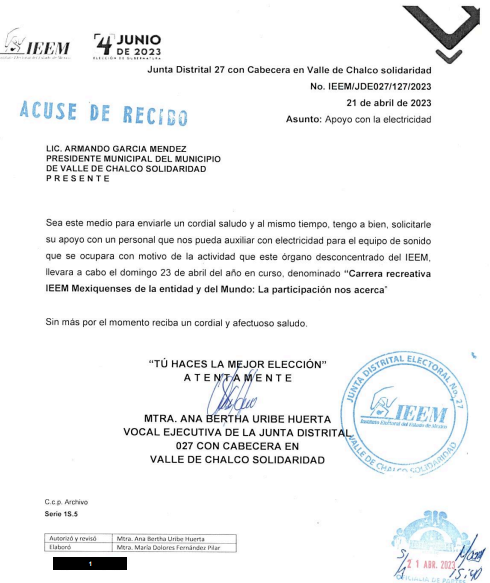 IEEM
Instituto Electoral del Estado de México
4 JUNIO
DE 2023
ELECCIÓN DE GUBERNATURA
Junta Distrital 27 con Cabecera en Valle de Chalco solidaridad
No. IEEM/JDE027/127/2023
21 de abril de 2023
Asunto: Apoyo con la electricidad
ACUSE DE RECIBO
LIC. ARMANDO GARCIA MENDEZ
PRESIDENTE MUNICIPAL DEL MUNICIPIO
DE VALLE DE CHALCO SOLIDARIDAD
P R E S E N T E
Sea este medio para enviarle un cordial saludo y al mismo tiempo, tengo a bien, solicitarle
su apoyo con un personal que nos pueda auxiliar con electricidad para el equipo de sonido
que se ocupara con motivo de la actividad que este órgano desconcentrado del IEEM,
llevara a cabo el domingo 23 de abril del año en curso, denominado “Carrera recreativa
IEEM Mexiquenses de la entidad y del Mundo: La participación nos acerca”
Sin más por el momento reciba un cordial y afectuoso saludo.
“TÚ HACES LA MEJOR ELECCIÓN”
A T E N T A M E N T E
MTRA. ANA BERTHA URIBE HUERTA
VOCAL EJECUTIVA DE LA JUNTA DISTRITAL
027 CON CABECERA EN
VALLE DE CHALCO SOLIDARIDAD
JUNTA DISTRITAL ELECTORAL No. 27
IEEM
Instituto Electoral del Estado de México
VALLE DE CHALCO SOLIDARIDAD
C.c.p. Archivo
Serie 1S.5
Autorizó y revisó Mtra. Ana Bertha Uribe Huerta
Elaboró Mtra. María Dolores Fernández Pilar
1
21 ABR. 2023
15:40